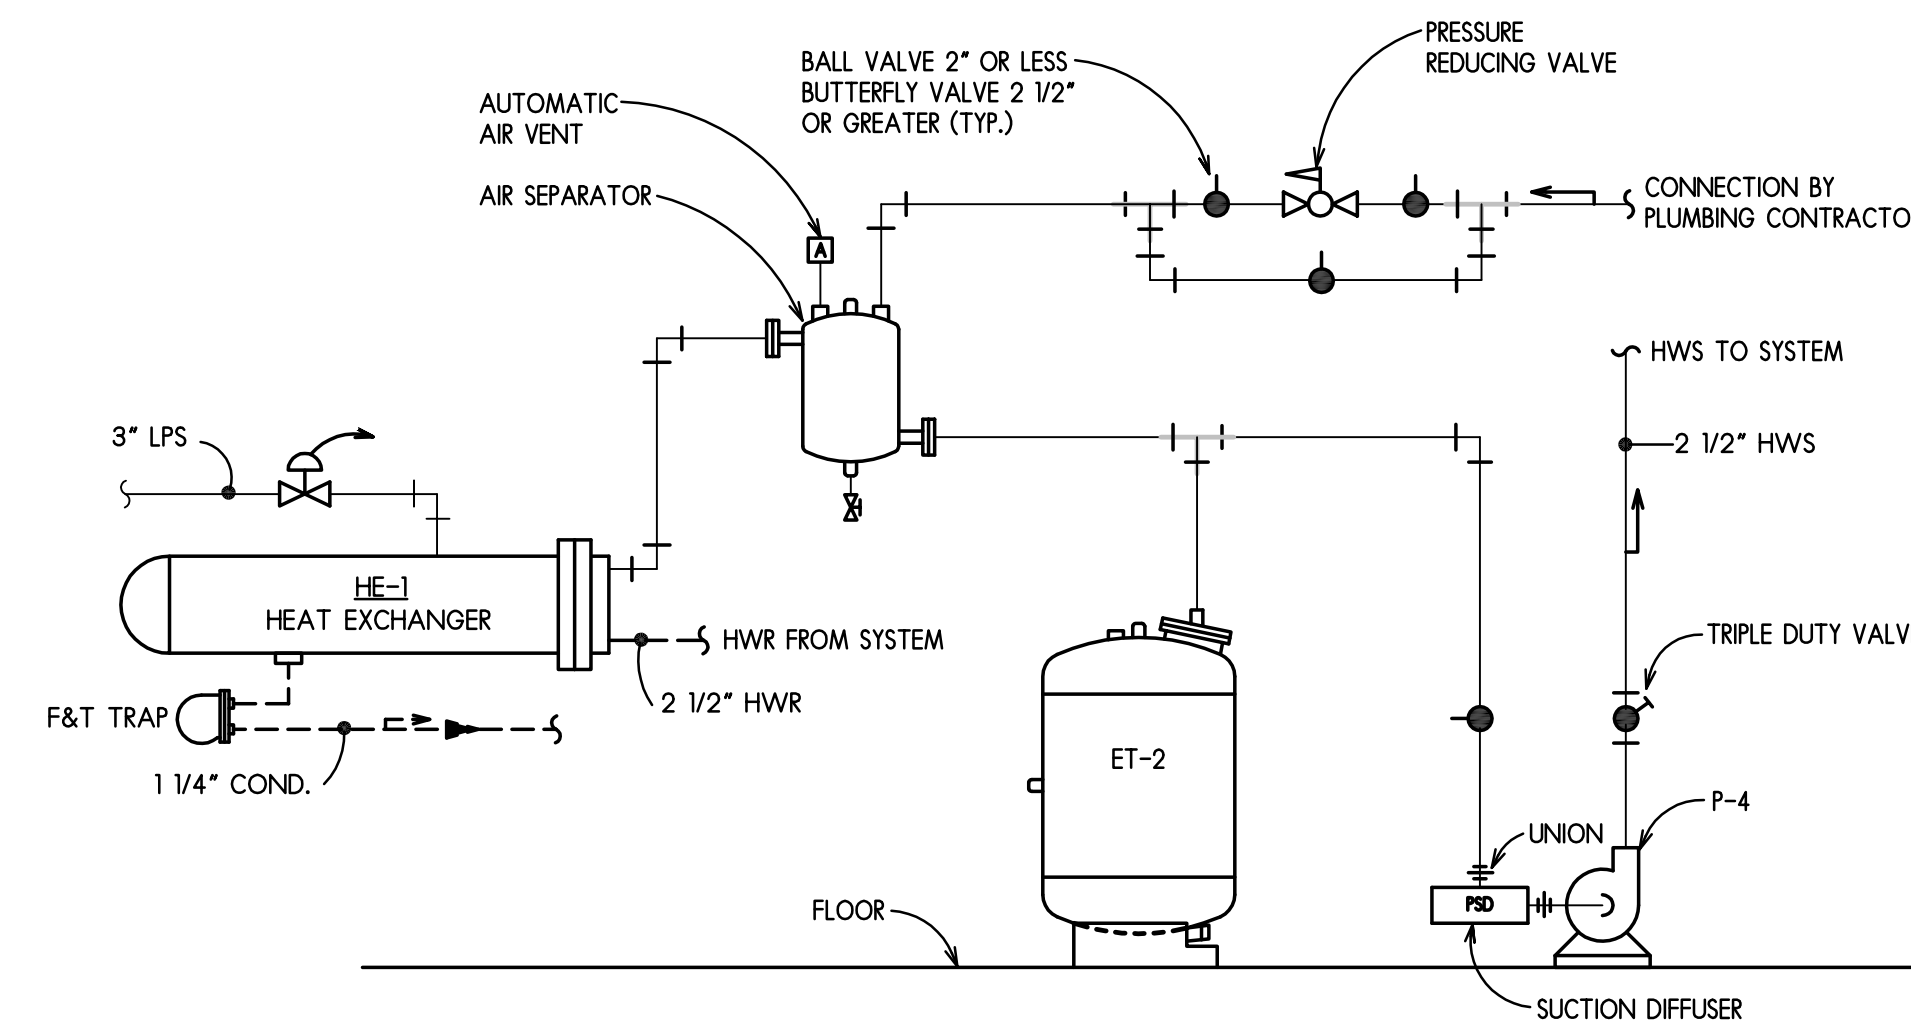 PRESSURE
REDUCING VALVE
BALL VALVE 2" OR LESS
BUTTERFLY VALVE 2 1/2"
OR GREATER (TYP.)
AUTOMATIC
AIR VENT
AIR SEPARATOR
A
CONNECTION BY
PLUMBING CONTRACTO
HWS TO SYSTEM
2 1/2" HWS
3" LPS
HE-1
HEAT EXCHANGER
HWR FROM SYSTEM
2 1/2" HWR
F&T TRAP
1 1/4" COND.
TRIPLE DUTY VALV
ET-2
P-4
UNION
PSD
FLOOR
SUCTION DIFFUSER